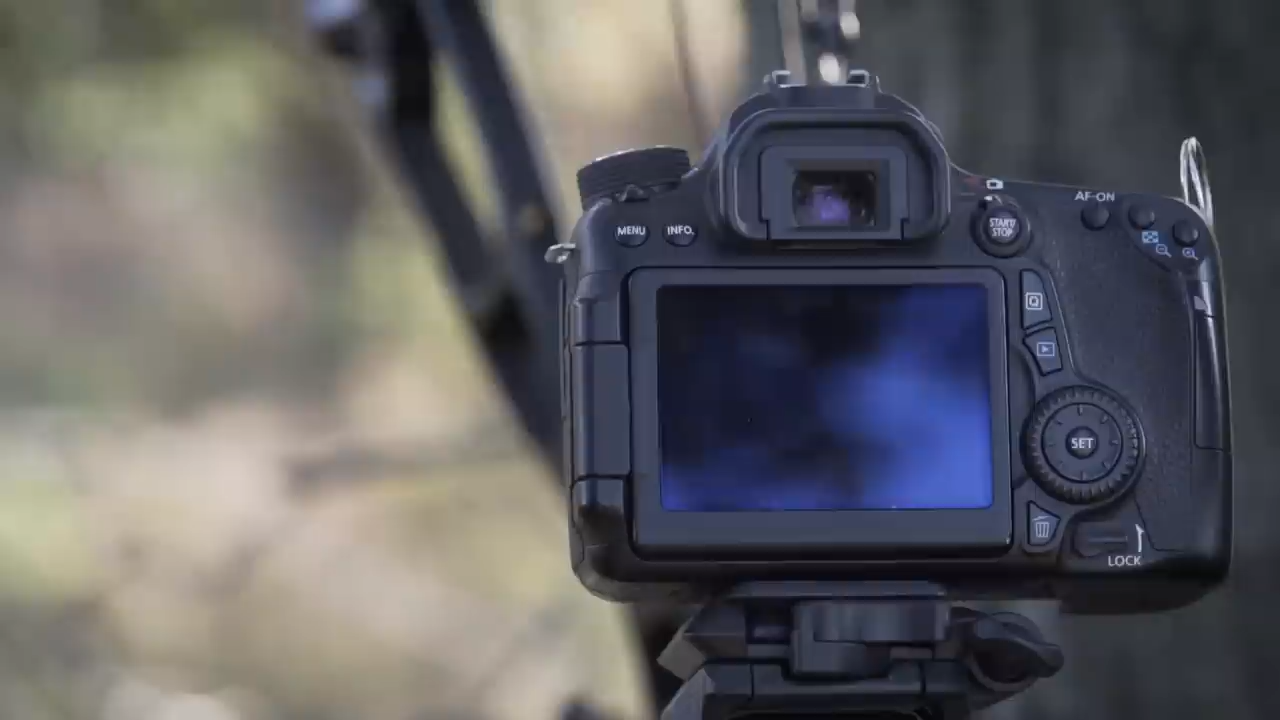 AF-ON
MENU
INFO.
START/
STOP
SET
LOCK